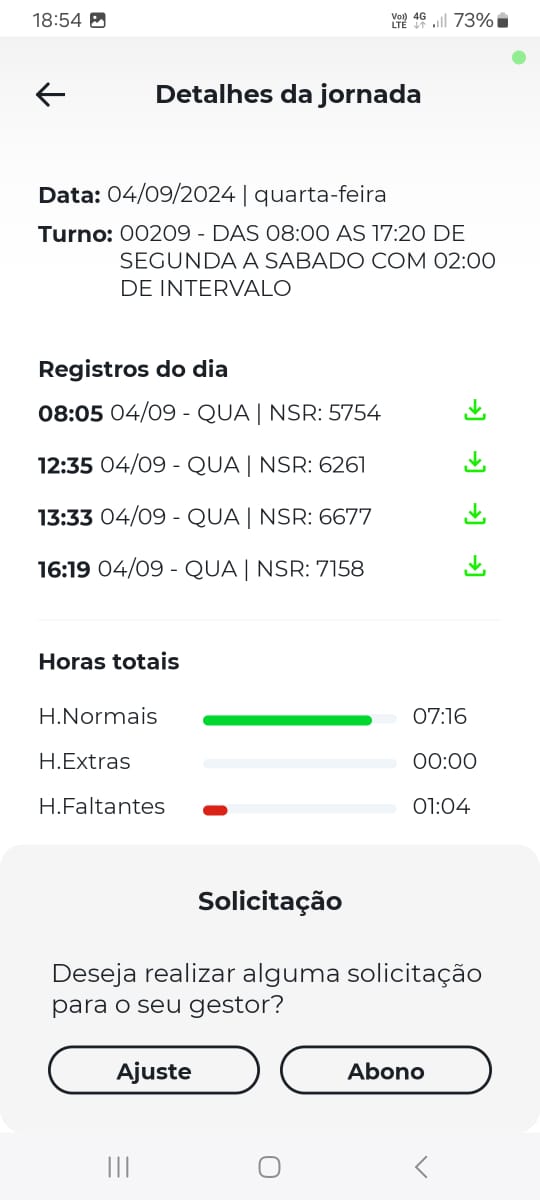 18:54 Vo)) LTE 4G 73%
Detalhes da jornada
Data: 04/09/2024 | quarta-feira
Turno: 00209 - DAS 08:00 AS 17:20 DE
SEGUNDA A SABADO COM 02:00
DE INTERVALO
Registros do dia
08:05 04/09 - QUA | NSR: 5754
12:35 04/09 - QUA | NSR: 6261
13:33 04/09 - QUA | NSR: 6677
16:19 04/09 - QUA | NSR: 7158
Horas totais
H.Normais 07:16
H.Extras 00:00
H.Faltantes 01:04
Solicitação
Deseja realizar alguma solicitação
para o seu gestor?
Ajuste Abono